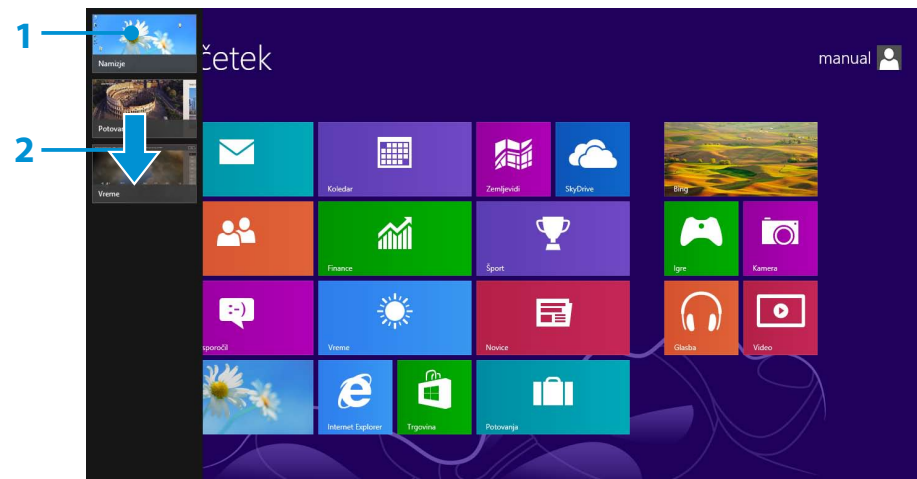 1
Namizje
četek
manual
Potovan
2
Vreme
Koledar
Zemljevidi
SkyDrive
Bing
Finance
Šport
Igre
Kamera
sporočil
Vreme
Novice
Glasba
Video
Internet Explorer
Trgovina
Potovanja